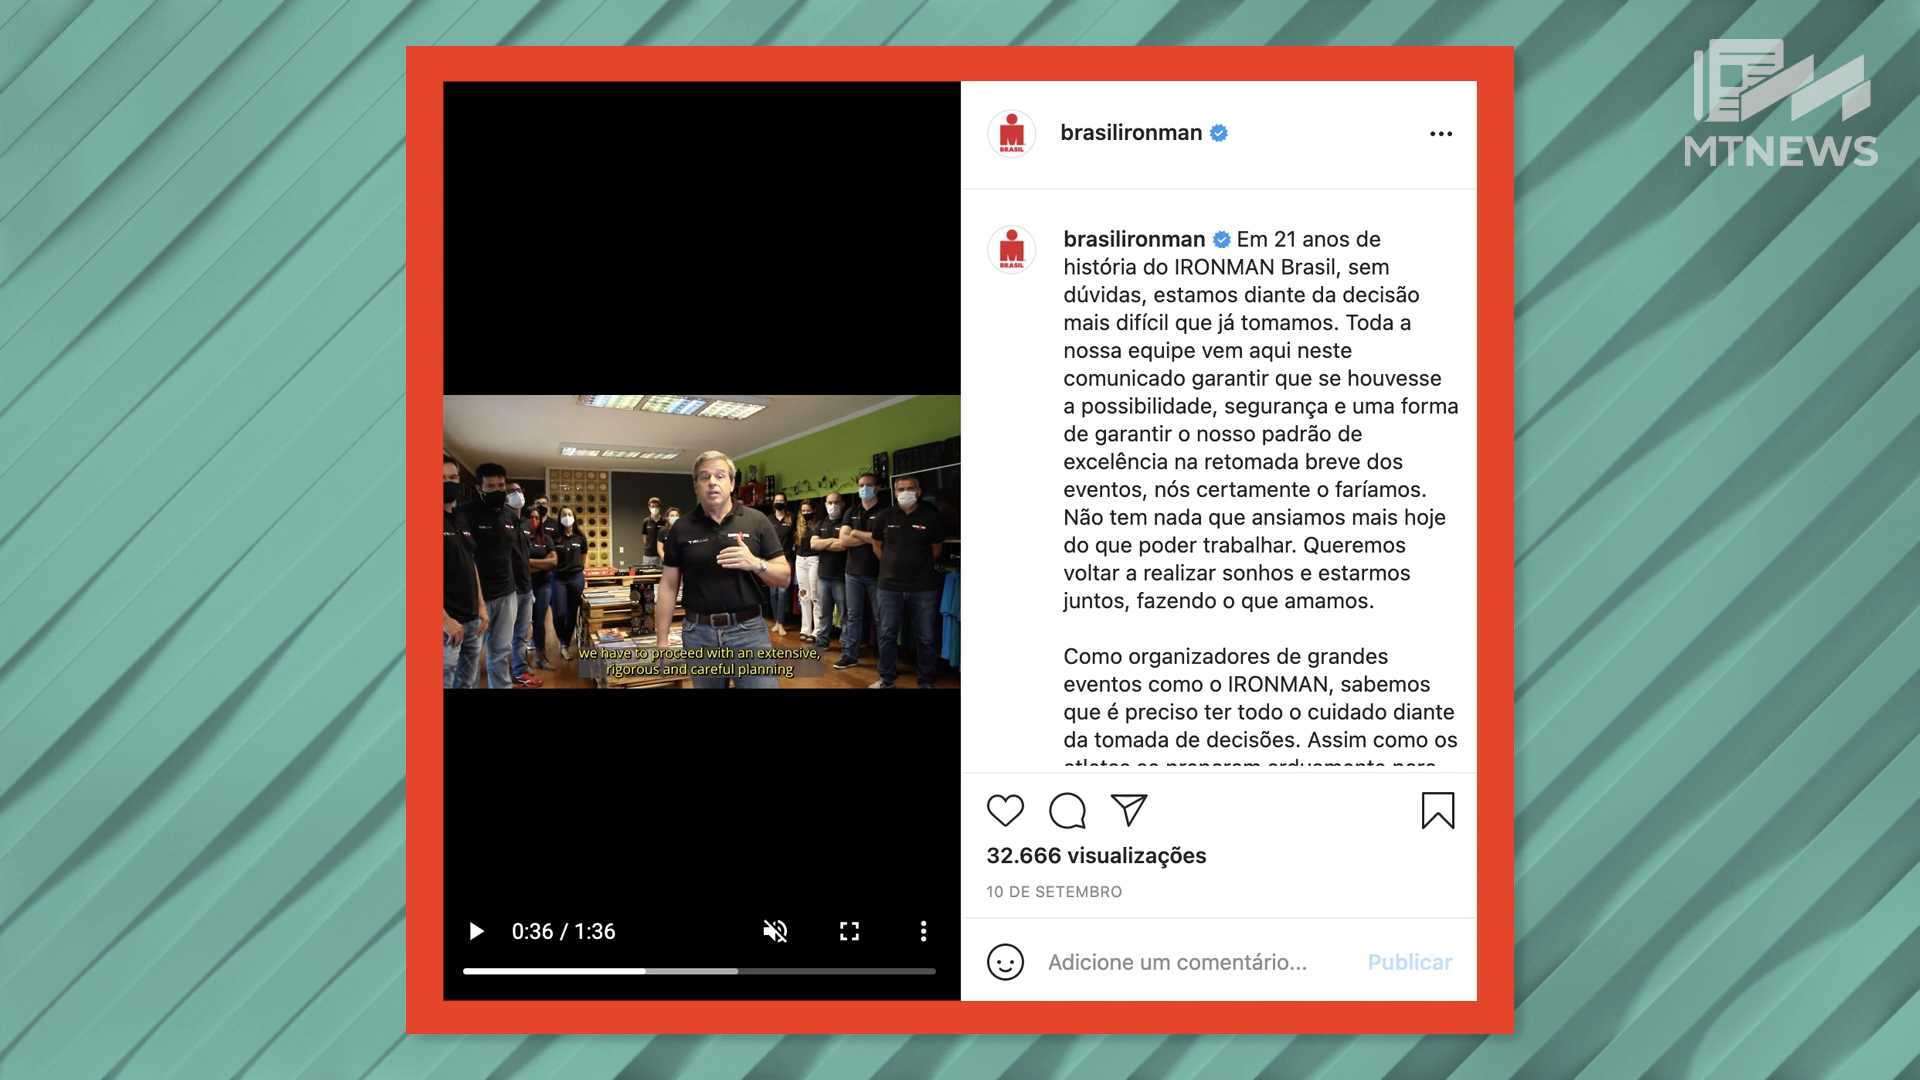 MTNEWS
brasilironman
brasilironman Em 21 anos de
história do IRONMAN Brasil, sem
dúvidas, estamos diante da decisão
mais difícil que já tomamos. Toda a
nossa equipe vem aqui neste
comunicado garantir que se houvesse
a possibilidade, segurança e uma forma
de garantir o nosso padrão de
excelência na retomada breve dos
eventos, nós certamente o faríamos.
Não tem nada que ansiamos mais hoje
do que poder trabalhar. Queremos
voltar a realizar sonhos e estarmos
juntos, fazendo o que amamos.
Como organizadores de grandes
eventos como o IRONMAN, sabemos
que é preciso ter todo o cuidado diante
da tomada de decisões. Assim como os
we have to proceed with an extensive,
rigorous and careful planning
0:36 / 1:36
32.666 visualizações
10 DE SETEMBRO
Adicione um comentário...
Publicar
BRASIL
BRASIL